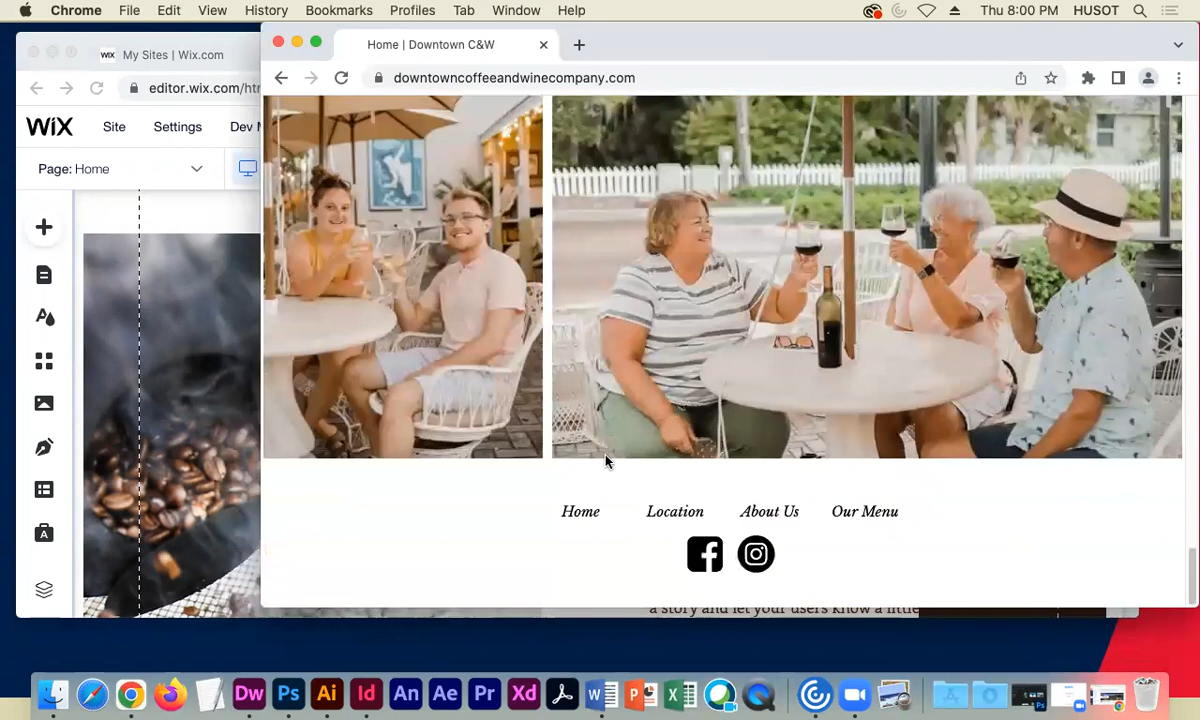 Chrome File Edit View History Bookmarks Profiles Tab Window Help Thu 8:00 PM HUSOT
WIX My Sites | Wix.com
Home | Downtown C&W
editor.wix.com/htm
downtowncoffeeandwinecompany.com
WiX Site Settings Dev M
Page: Home
Home Location About Us Our Menu
a story and let your users know a little
Dw Ps Ai Id An Ae Pr Xd